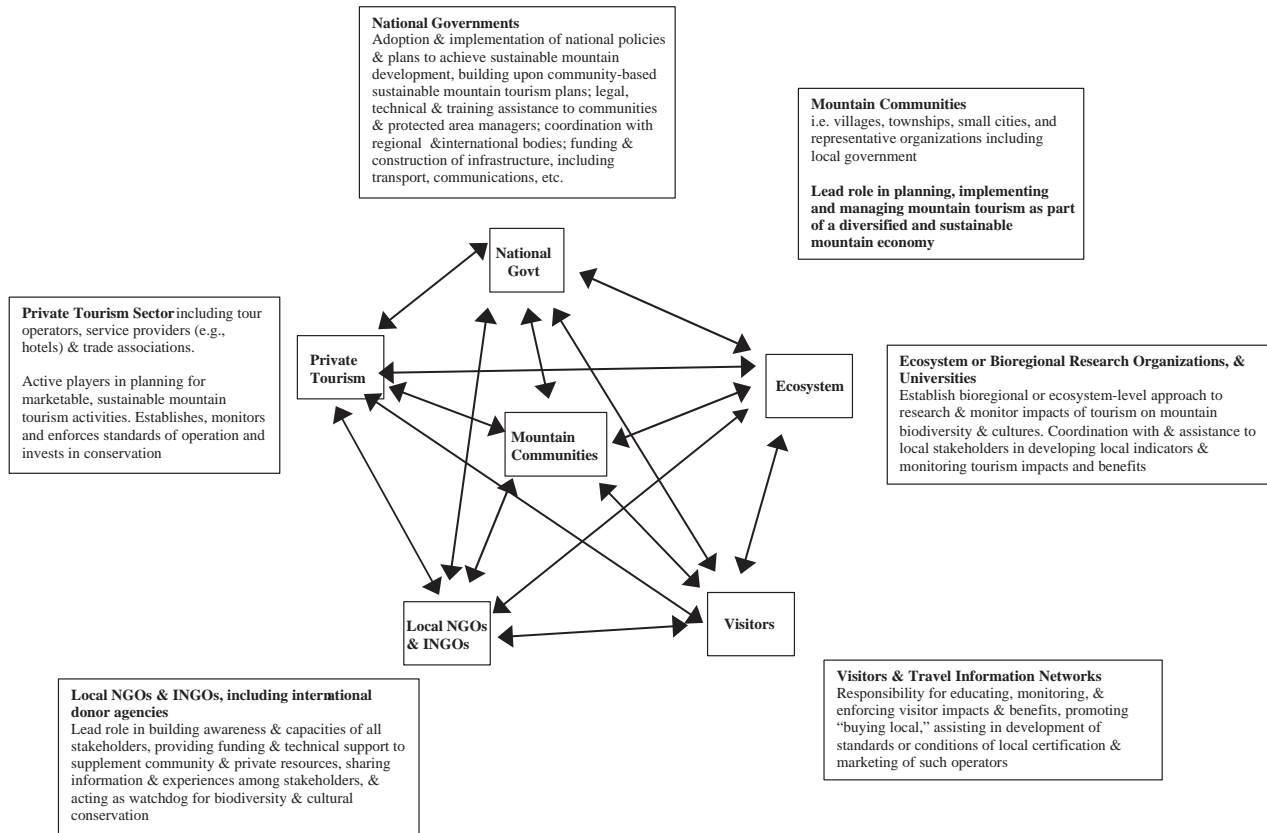 National Governments
Adoption & implementation of national policies
& plans to achieve sustainable mountain
development, building upon community-based
sustainable mountain tourism plans; legal,
technical & training assistance to communities
& protected area managers; coordination with
regional &international bodies; funding &
construction of infrastructure, including
transport, communications, etc.
Mountain Communities
i.e. villages, townships, small cities, and
representative organizations including
local government
Lead role in planning, implementing
and managing mountain tourism as part
of a diversified and sustainable
mountain economy
National
Govt
Private Tourism Sector including tour
operators, service providers (e.g.,
hotels) & trade associations.
Active players in planning for
marketable, sustainable mountain
tourism activities. Establishes, monitors
and enforces standards of operation and
invests in conservation
Private
Tourism
Ecosystem
Ecosystem or Bioregional Research Organizations, &
Universities
Establish bioregional or ecosystem-level approach to
research & monitor impacts of tourism on mountain
biodiversity & cultures. Coordination with & assistance to
local stakeholders in developing local indicators &
monitoring tourism impacts and benefits
Mountain
Communities
Local NGOs
& INGOs
Visitors
Local NGOs & INGOs, including international
donor agencies
Lead role in building awareness & capacities of all
stakeholders, providing funding & technical support to
supplement community & private resources, sharing
information & experiences among stakeholders, &
acting as watchdog for biodiversity & cultural
conservation
Visitors & Travel Information Networks
Responsibility for educating, monitoring, &
enforcing visitor impacts & benefits, promoting
“buying local,” assisting in development of
standards or conditions of local certification &
marketing of such operators